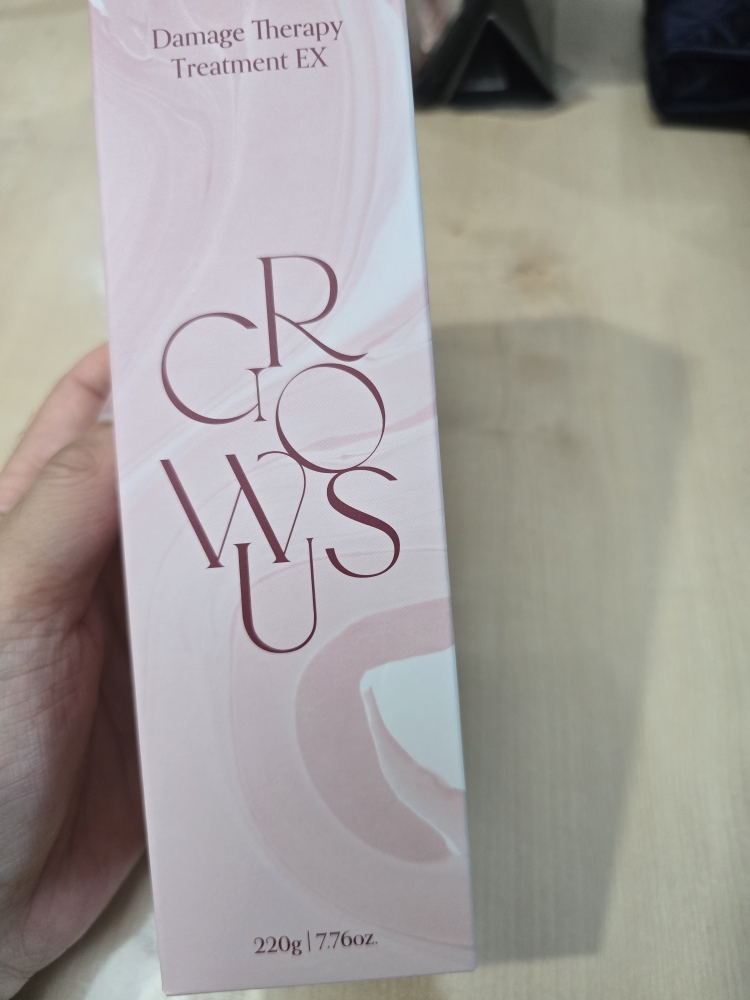 Damage Therapy
Treatment EX
GROWUS
220g | 7.76oz.